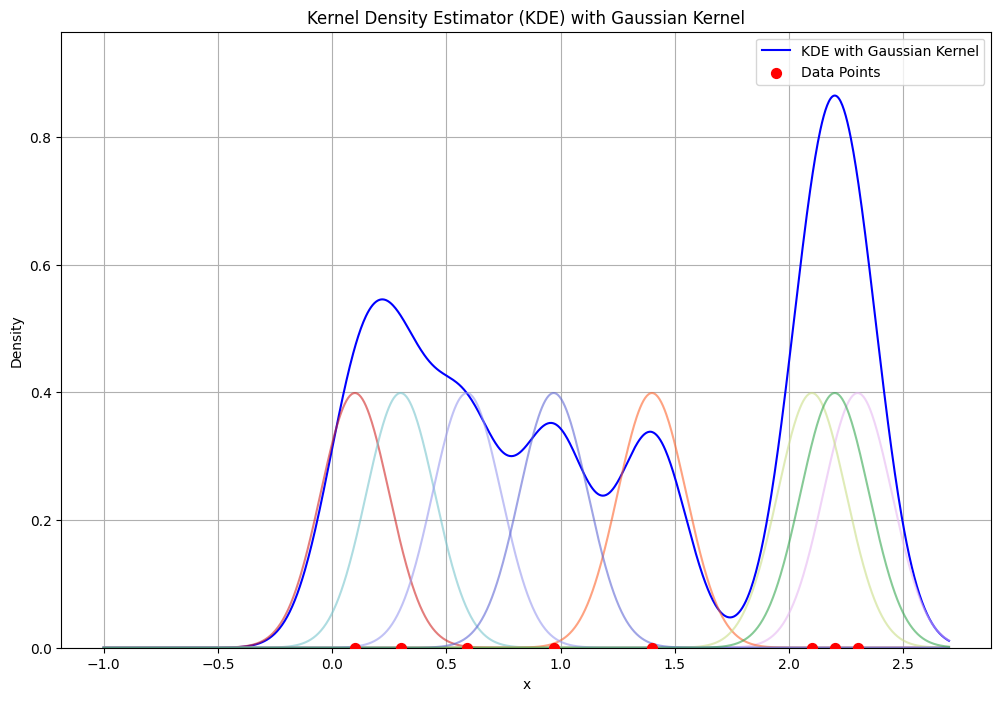 Kernel Density Estimator (KDE) with Gaussian Kernel
KDE with Gaussian Kernel
Data Points
Density
0.8
0.6
0.4
0.2
0.0
−1.0 −0.5 0.0 0.5 1.0 1.5 2.0 2.5
x